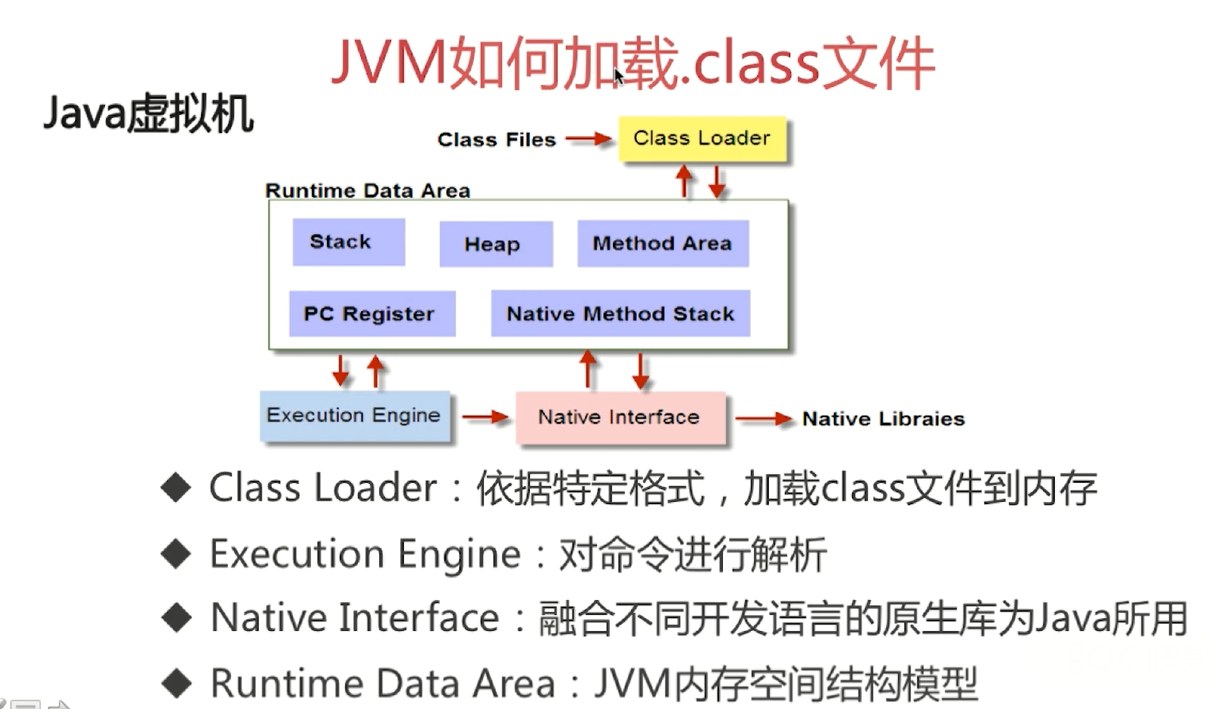 JVM如何加载.class文件
Java虚拟机
Class Files
Class Loader
Runtime Data Area
Stack
Heap
Method Area
PC Register
Native Method Stack
Execution Engine
Native Interface
Native Libraies
◆ Class Loader：依据特定格式，加载class文件到内存
◆ Execution Engine：对命令进行解析
◆ Native Interface：融合不同开发语言的原生库为Java所用
◆ Runtime Data Area：JVM内存空间结构模型